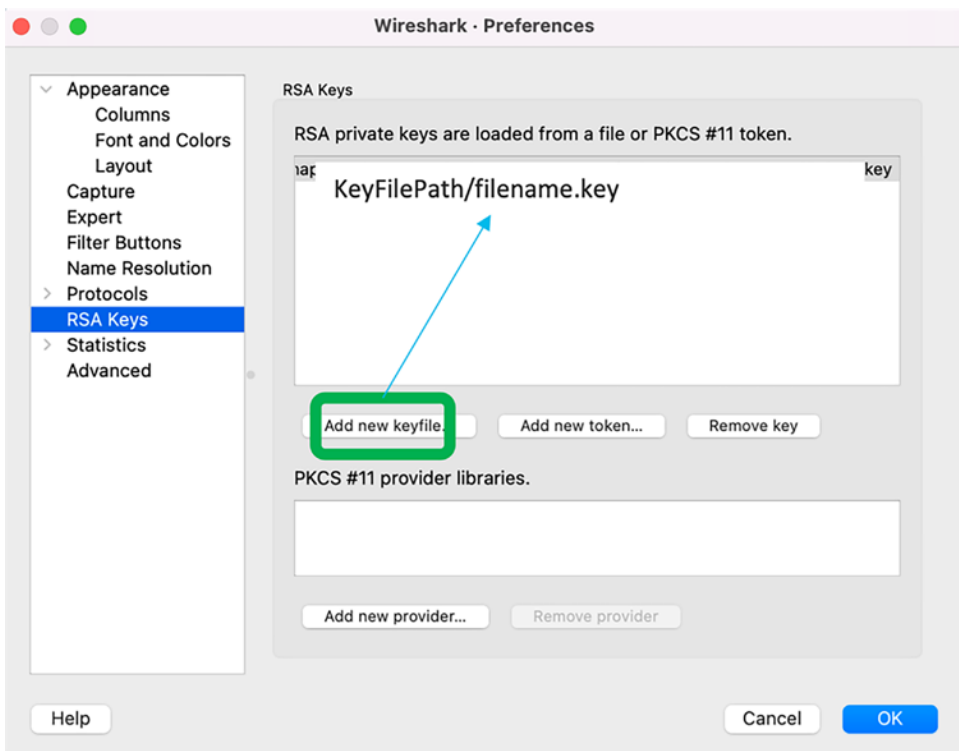 Wireshark · Preferences
Appearance
Columns
Font and Colors
Layout
Capture
Expert
Filter Buttons
Name Resolution
Protocols
RSA Keys
Statistics
Advanced
RSA Keys
RSA private keys are loaded from a file or PKCS #11 token.
key
KeyFilePath/filename.key
Add new keyfile. Add new token... Remove key
PKCS #11 provider libraries.
Add new provider... Remove provider
Help Cancel OK